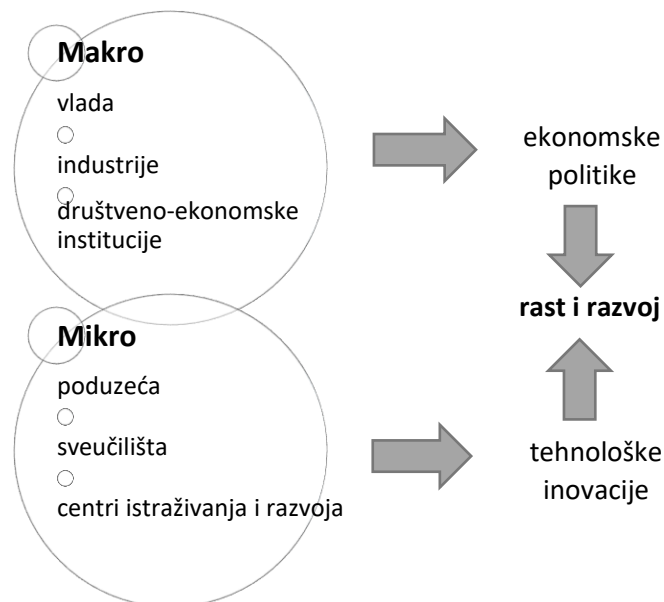 Makro
vlada
industrije
društveno-ekonomske
institucije
ekonomske
politike
rast i razvoj
Mikro
poduzeća
sveučilišta
centri istraživanja i razvoja
tehnološke
inovacije